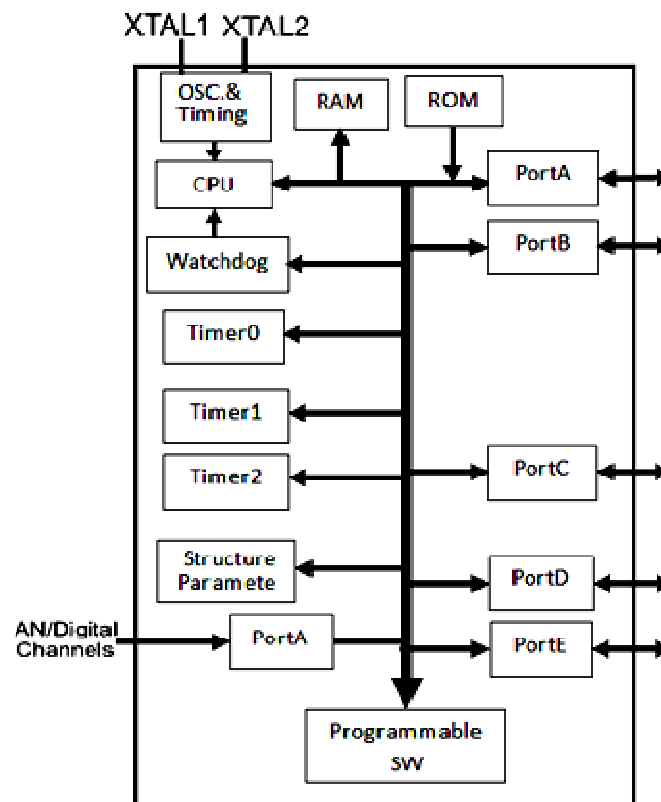 XTAL1 XTAL2
OSC.&
Timing
RAM
ROM
CPU
PortA
PortB
Watchdog
Timer0
Timer1
Timer2
PortC
Structure
Paramete
PortD
AN/Digital
Channels
PortA
PortE
Programmable
SW